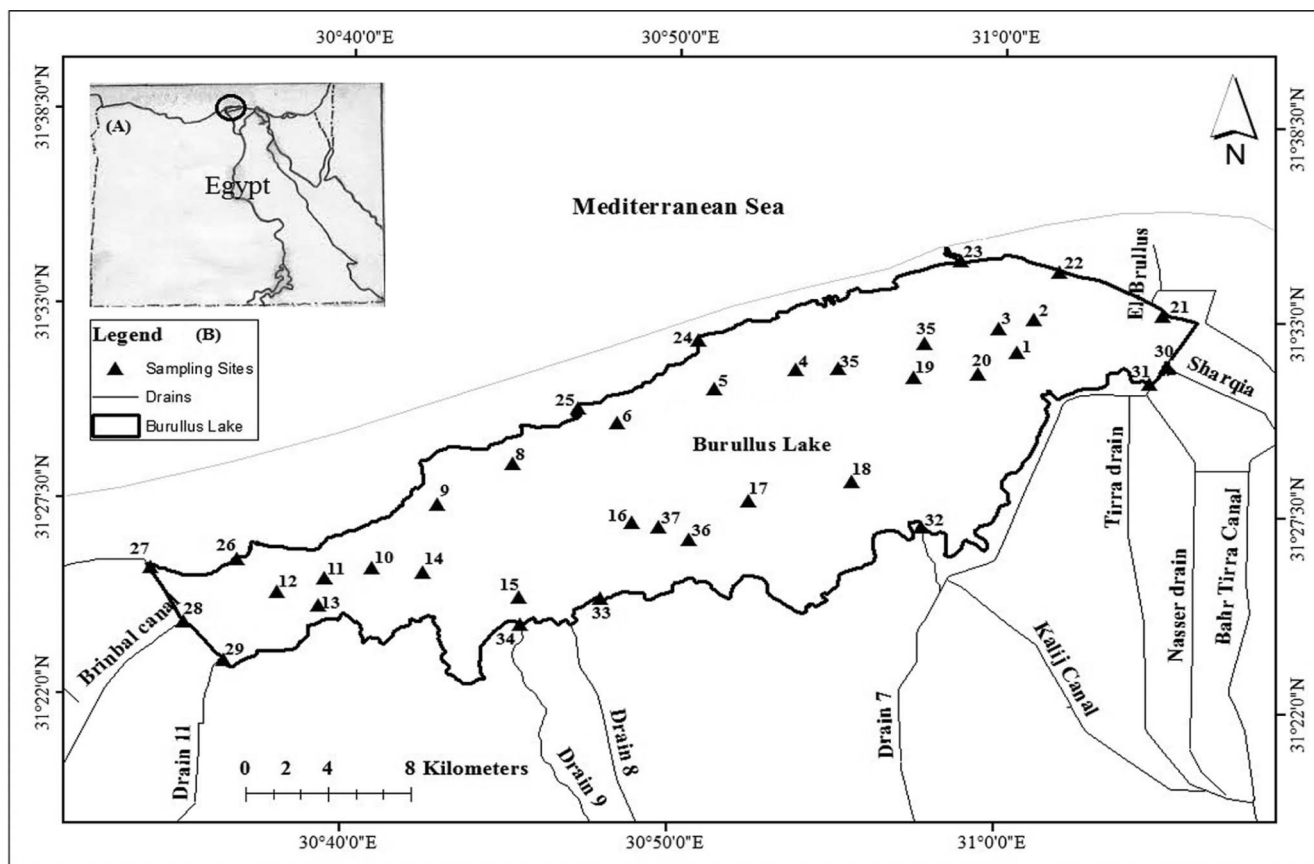 30°40'0"E
30°50'0"E
31°0'0"E
31°38'30"N
31°38'30"N
(A)
Egypt
N
Mediterranean Sea
Legend (B)
Sampling Sites
Drains
Burullus Lake
31°33'0"N
31°33'0"N
El Brullus
23
22
21
24
3
2
35
1
30
4
35
19
20
31
Sharqia
5
25
6
Burullus Lake
8
18
9
17
31°27'30"N
31°27'30"N
16
37
36
32
Tirra drain
Nasser drain
Bahr Tirra Canal
27
26
12
11
10
14
13
15
33
28
34
29
Brinbal canal
Kalij Canal
31°22'0"N
31°22'0"N
Drain 11
Drain 9
Drain 8
Drain 7
0 2 4 8 Kilometers
30°40'0"E
30°50'0"E
31°0'0"E